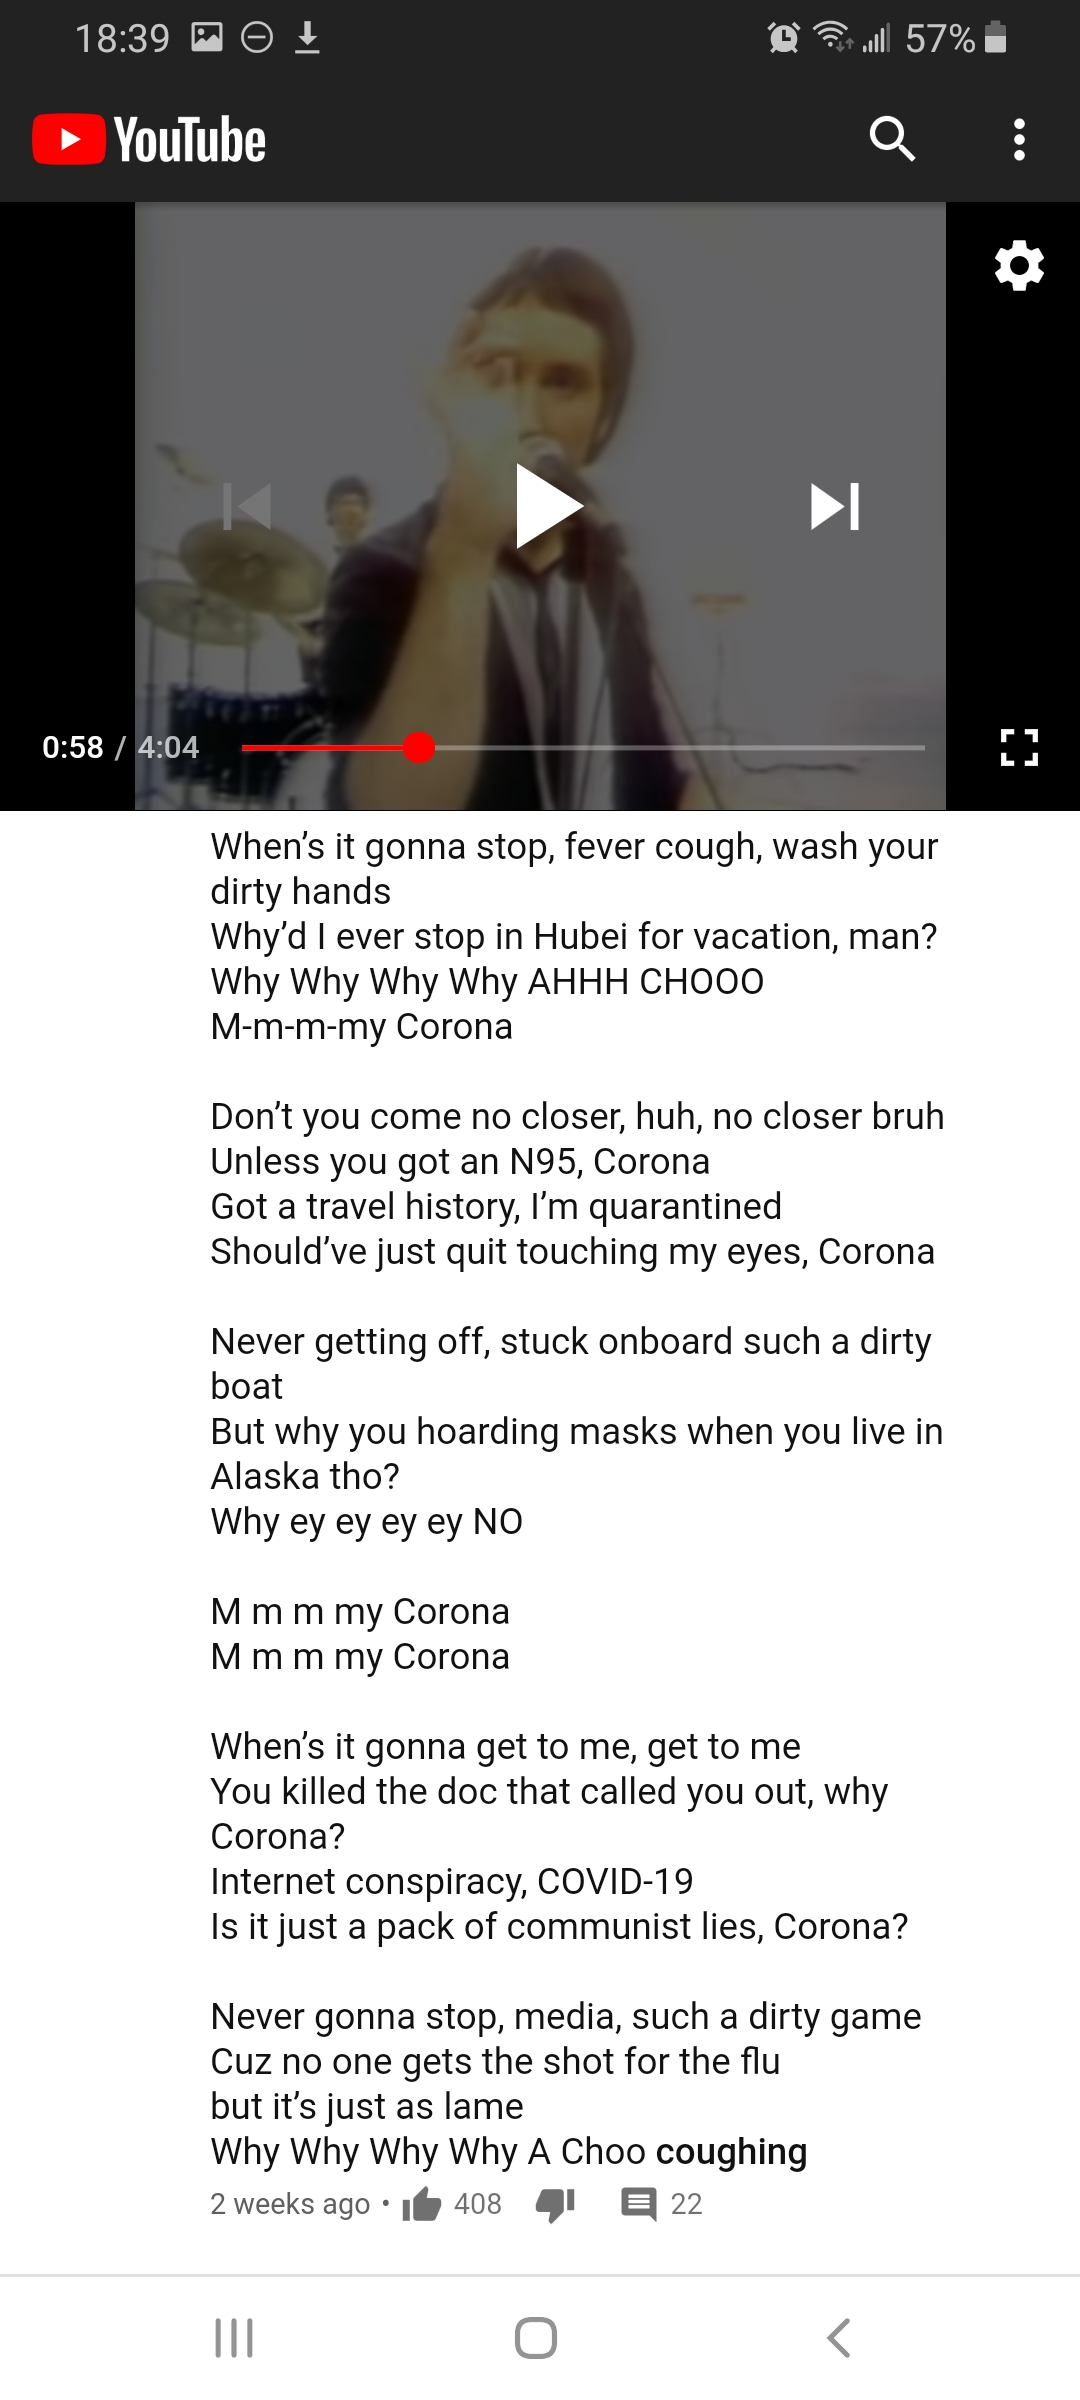 18:39 57%
YouTube
0:58 / 4:04
When’s it gonna stop, fever cough, wash your
dirty hands
Why’d I ever stop in Hubei for vacation, man?
Why Why Why Why AHHH CHOOO
M-m-m-my Corona
Don’t you come no closer, huh, no closer bruh
Unless you got an N95, Corona
Got a travel history, I’m quarantined
Should’ve just quit touching my eyes, Corona
Never getting off, stuck onboard such a dirty
boat
But why you hoarding masks when you live in
Alaska tho?
Why ey ey ey ey NO
M m m my Corona
M m m my Corona
When’s it gonna get to me, get to me
You killed the doc that called you out, why
Corona?
Internet conspiracy, COVID-19
Is it just a pack of communist lies, Corona?
Never gonna stop, media, such a dirty game
Cuz no one gets the shot for the flu
but it’s just as lame
Why Why Why Why A Choo coughing
2 weeks ago • 408 22